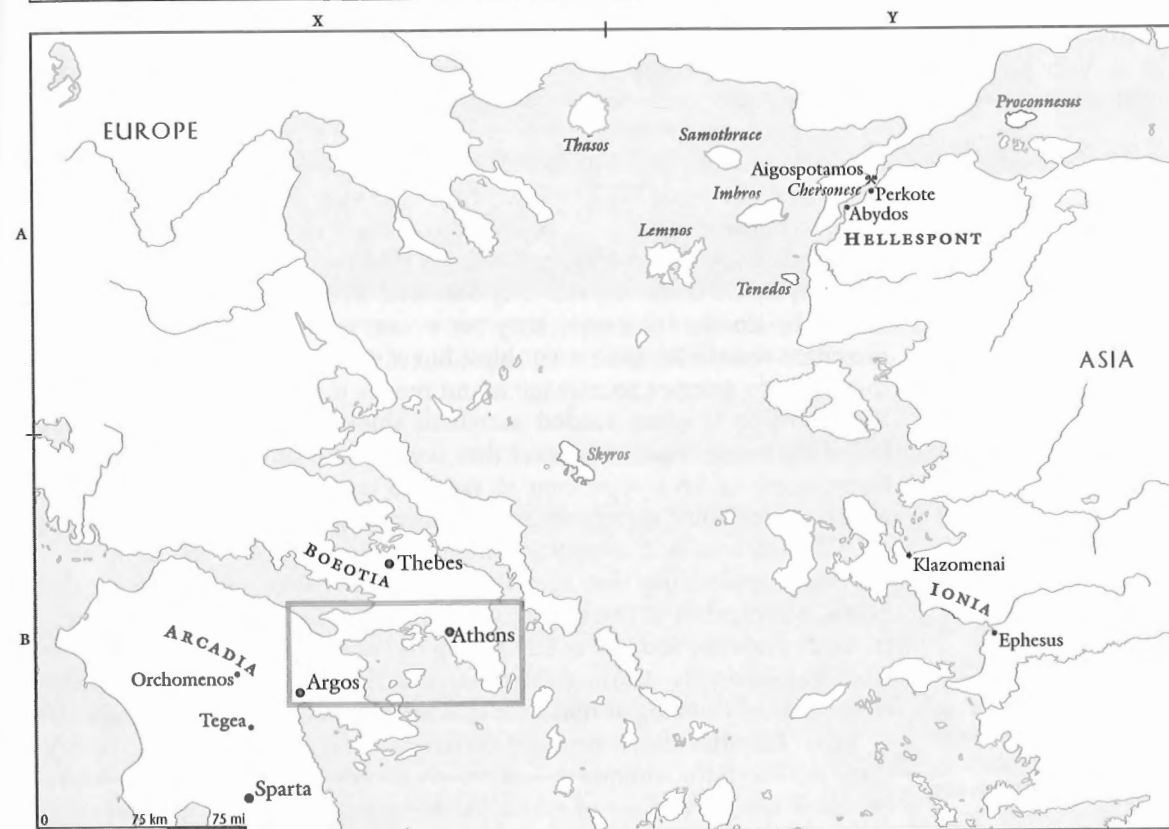 X
Y
EUROPE
Proconnesus
Thasos
Samothrace
Aigospotamos
Imbros
Chersonese
Perkote
Abydos
A
Lemnos
HELLESPONT
Tenedos
ASIA
Skyros
BOEOTIA
Thebes
Klazomenai
IONIA
B
ARCADIA
Athens
Ephesus
Orchomenos
Argos
Tegea
Sparta
0 75 km 75 mi